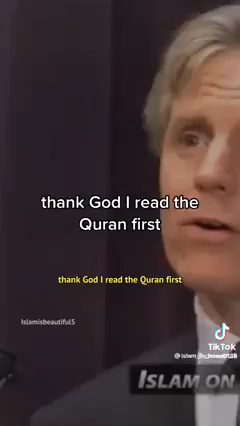 thank God I read the
Quran first
thank God I read the Quran first
Islamisbeautiful5
TikTok
ISLAM ON